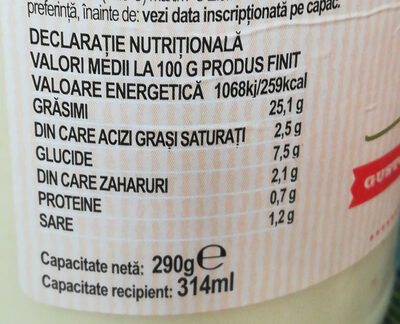 preferință, înainte de: vezi data inscripționată pe capac.
DECLARAȚIE NUTRIȚIONALĂ
VALORI MEDII LA 100 G PRODUS FINIT
VALOARE ENERGETICĂ 1068kj/259kcal
GRĂSIMI 25,1 g
DIN CARE ACIZI GRAȘI SATURAȚI 2,5 g
GLUCIDE 7,5 g
DIN CARE ZAHARURI 2,1 g
PROTEINE 0,7 g
SARE 1,2 g
GUST
Capacitate netă: 290g ℮
Capacitate recipient: 314ml